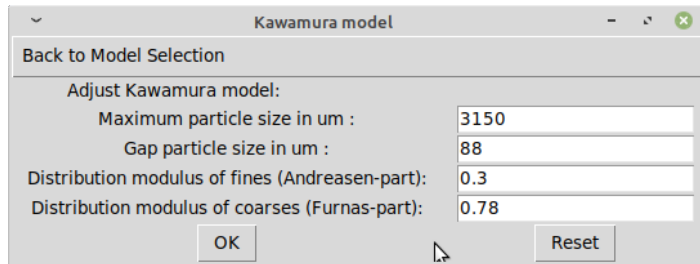 Kawamura model
Back to Model Selection
Adjust Kawamura model:
Maximum particle size in um : 3150
Gap particle size in um : 88
Distribution modulus of fines (Andreasen-part): 0.3
Distribution modulus of coarses (Furnas-part): 0.78
OK Reset